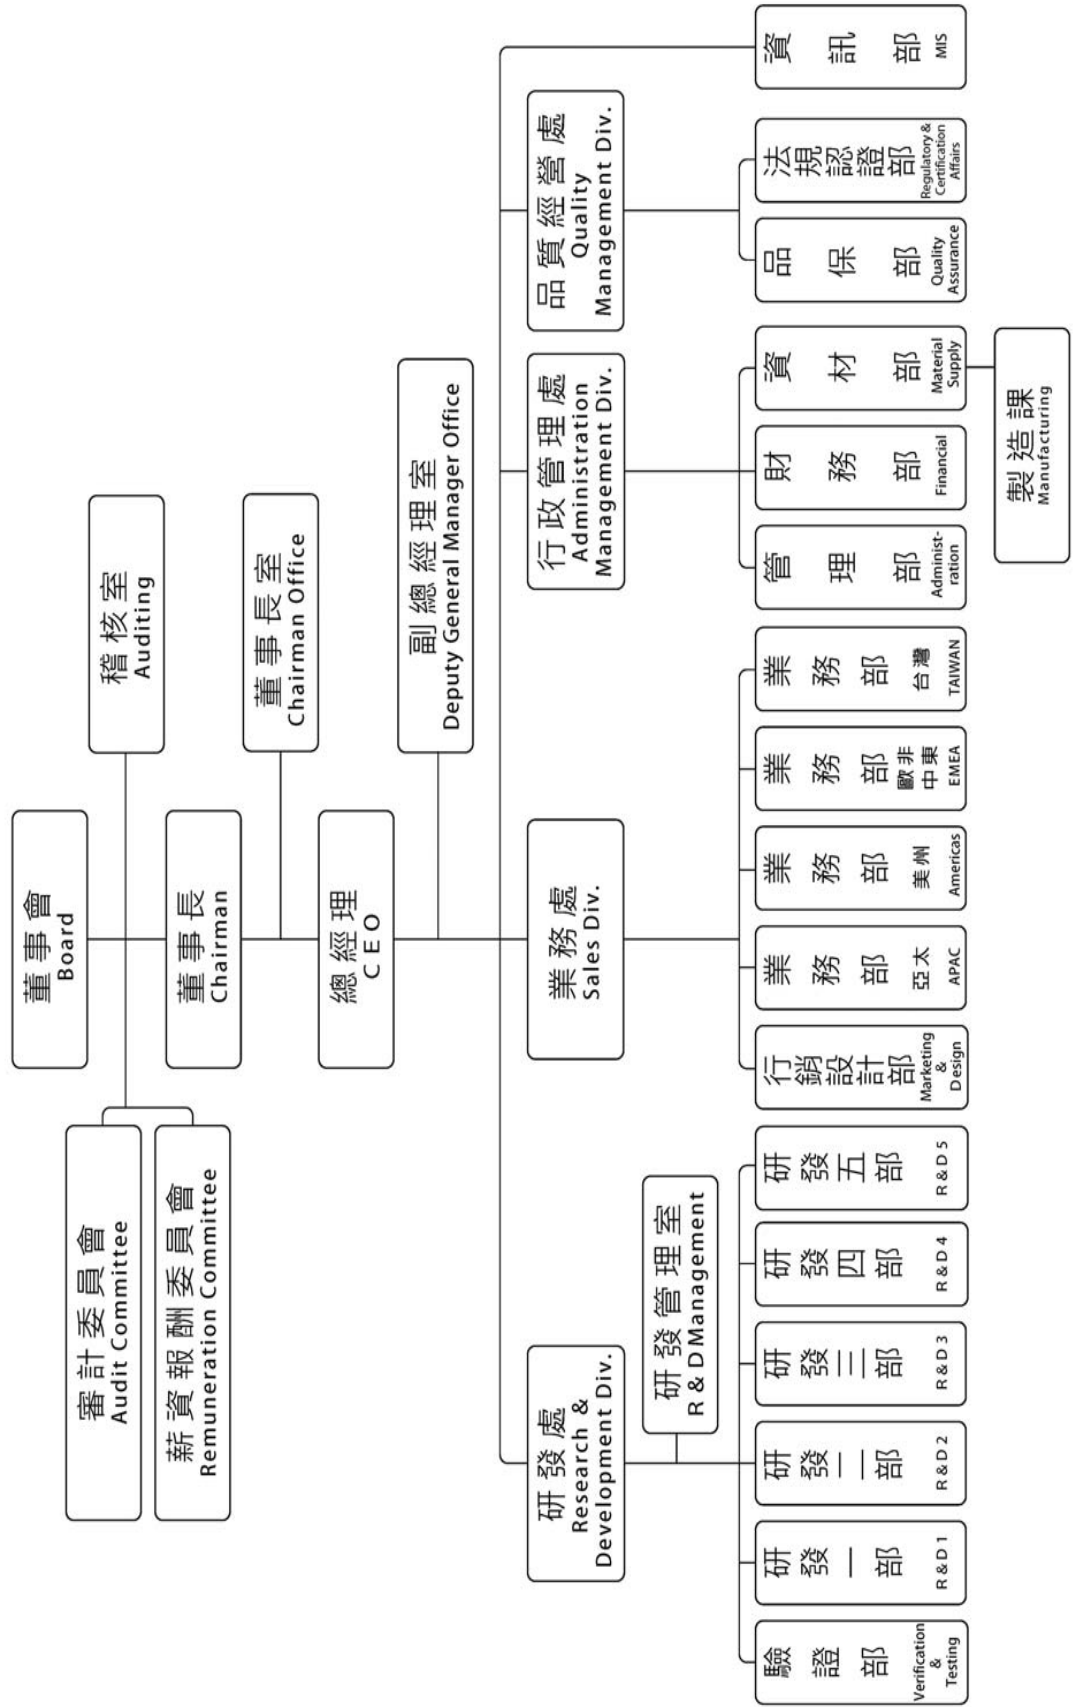 董事會
Board
稽核室
Auditing
審計委員會
Audit Committee
薪資報酬委員會
Remuneration Committee
董事長
Chairman
董事長室
Chairman Office
總經理
CEO
副總經理室
Deputy General Manager Office
研發處
Research &
Development Div.
業務處
Sales Div.
行政管理處
Administration
Management Div.
品質經營處
Quality
Management Div.
研發管理室
R & DManagement
驗證部
Verification
&
Testing
研發一部
R&D1
研發二部
R&D2
研發三部
R&D3
研發四部
R&D4
研發五部
R&D5
行銷設計部
Marketing
&
Design
業務部
亞太
APAC
業務部
美州
Americas
業務部
歐非
中東
EMEA
業務部
台灣
TAIWAN
管理部
Administ-
ration
財務部
Financial
資材部
Material
Supply
品保部
Quality
Assurance
法規認證部
Regulatory &
Certification
Affairs
資訊部
MIS
製造課
Manufacturing